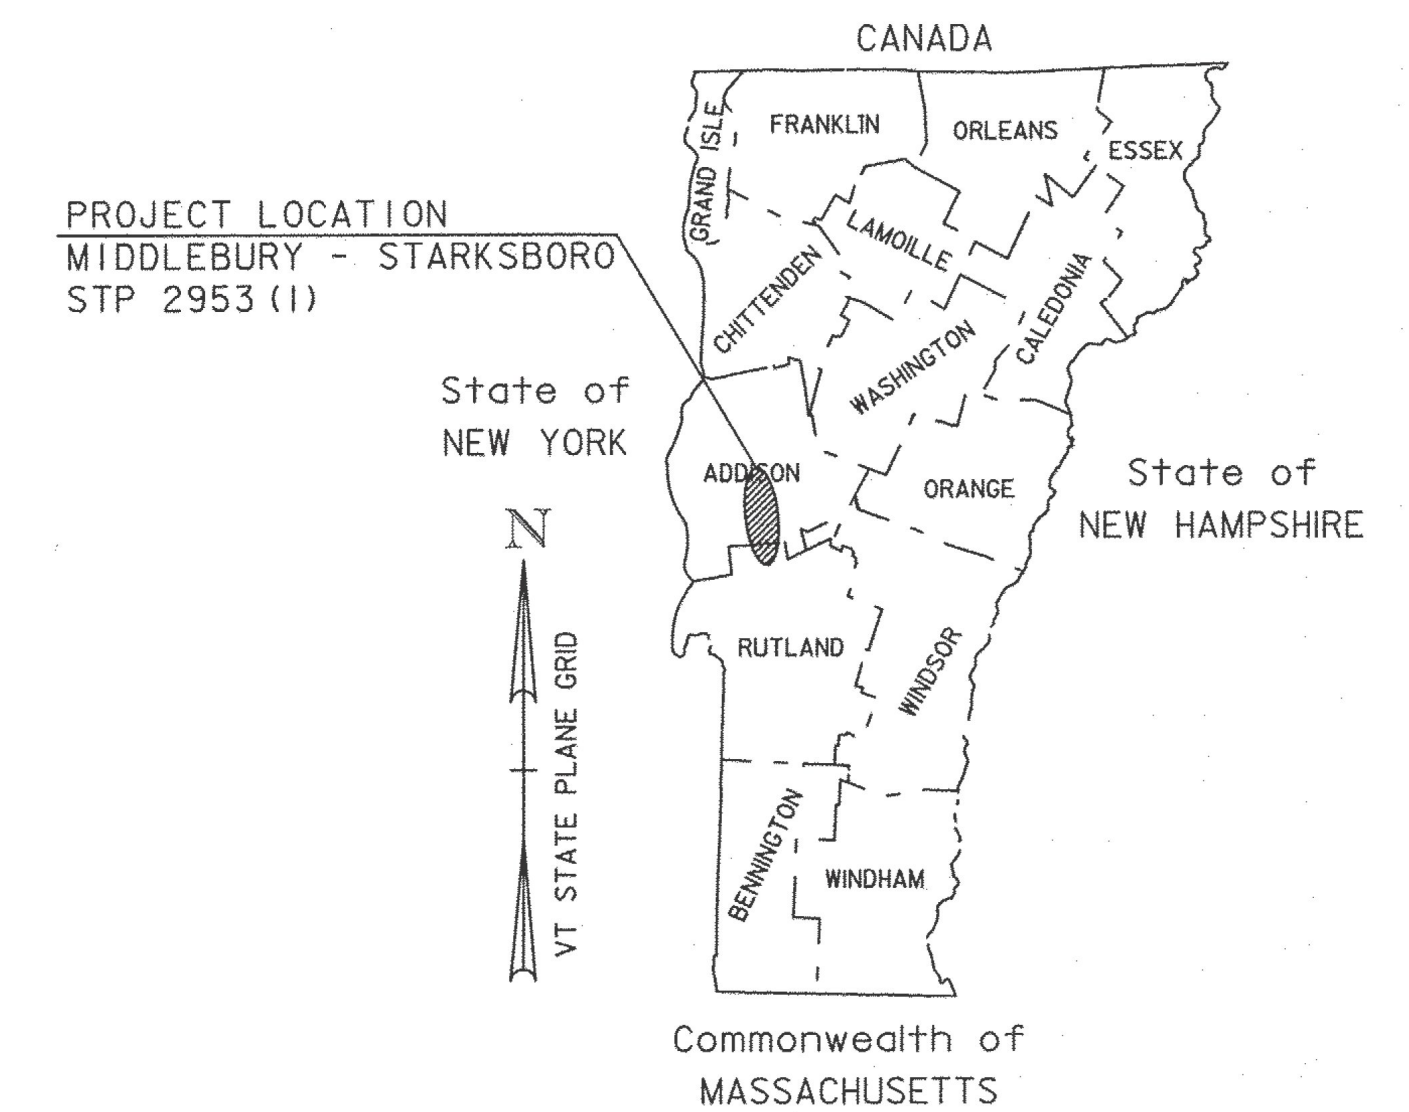 CANADA
FRANKLIN
ORLEANS
ESSEX
GRAND ISLE
PROJECT LOCATION
MIDDLEBURY - STARKSBORO
STP 2953 (1)
LAMOILLE
CHITTENDEN
CALEDONIA
WASHINGTON
State of
NEW YORK
ADDISON
ORANGE
State of
NEW HAMPSHIRE
N
VT STATE PLANE GRID
RUTLAND
WINDSOR
BENNINGTON
WINDHAM
Commonwealth of
MASSACHUSETTS